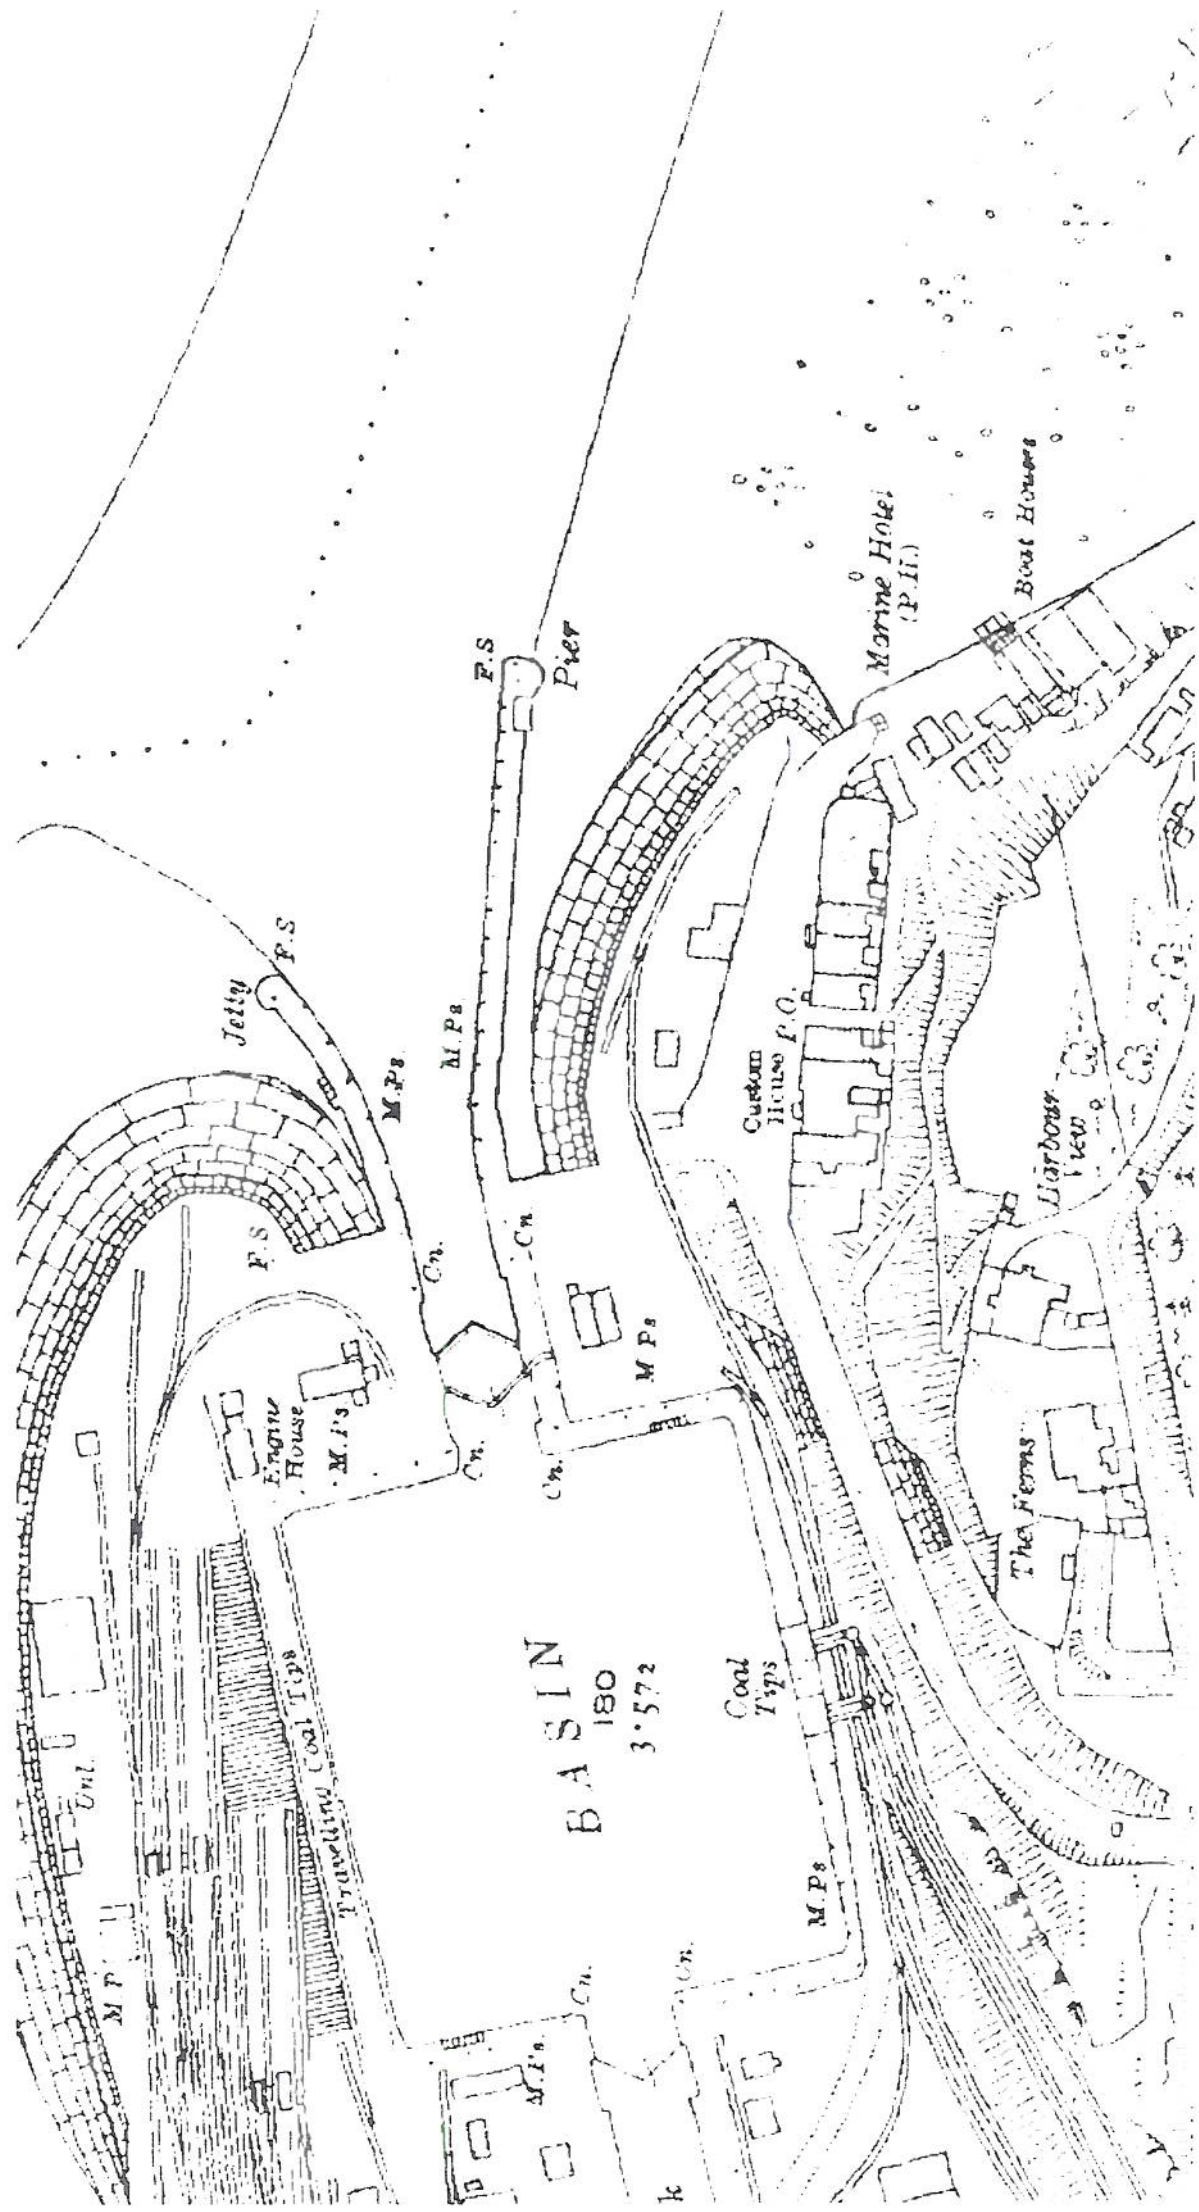 F.S
Pier
Marine Hotel
(P.H.)
Boat Houses
Jetty
F.S
M.Ps
M.Ps
Custom
House
P.O.
Harbour
View
F.S
Cn.
Cn
Engine
House
M.Ps
M Ps
Cn.
Cn.
The Ferns
Travelling Coal Tips
BASIN
180
3·572
Coal
Tips
Url.
M P
M Ps
Cn.
Cn.
M.Ps
k